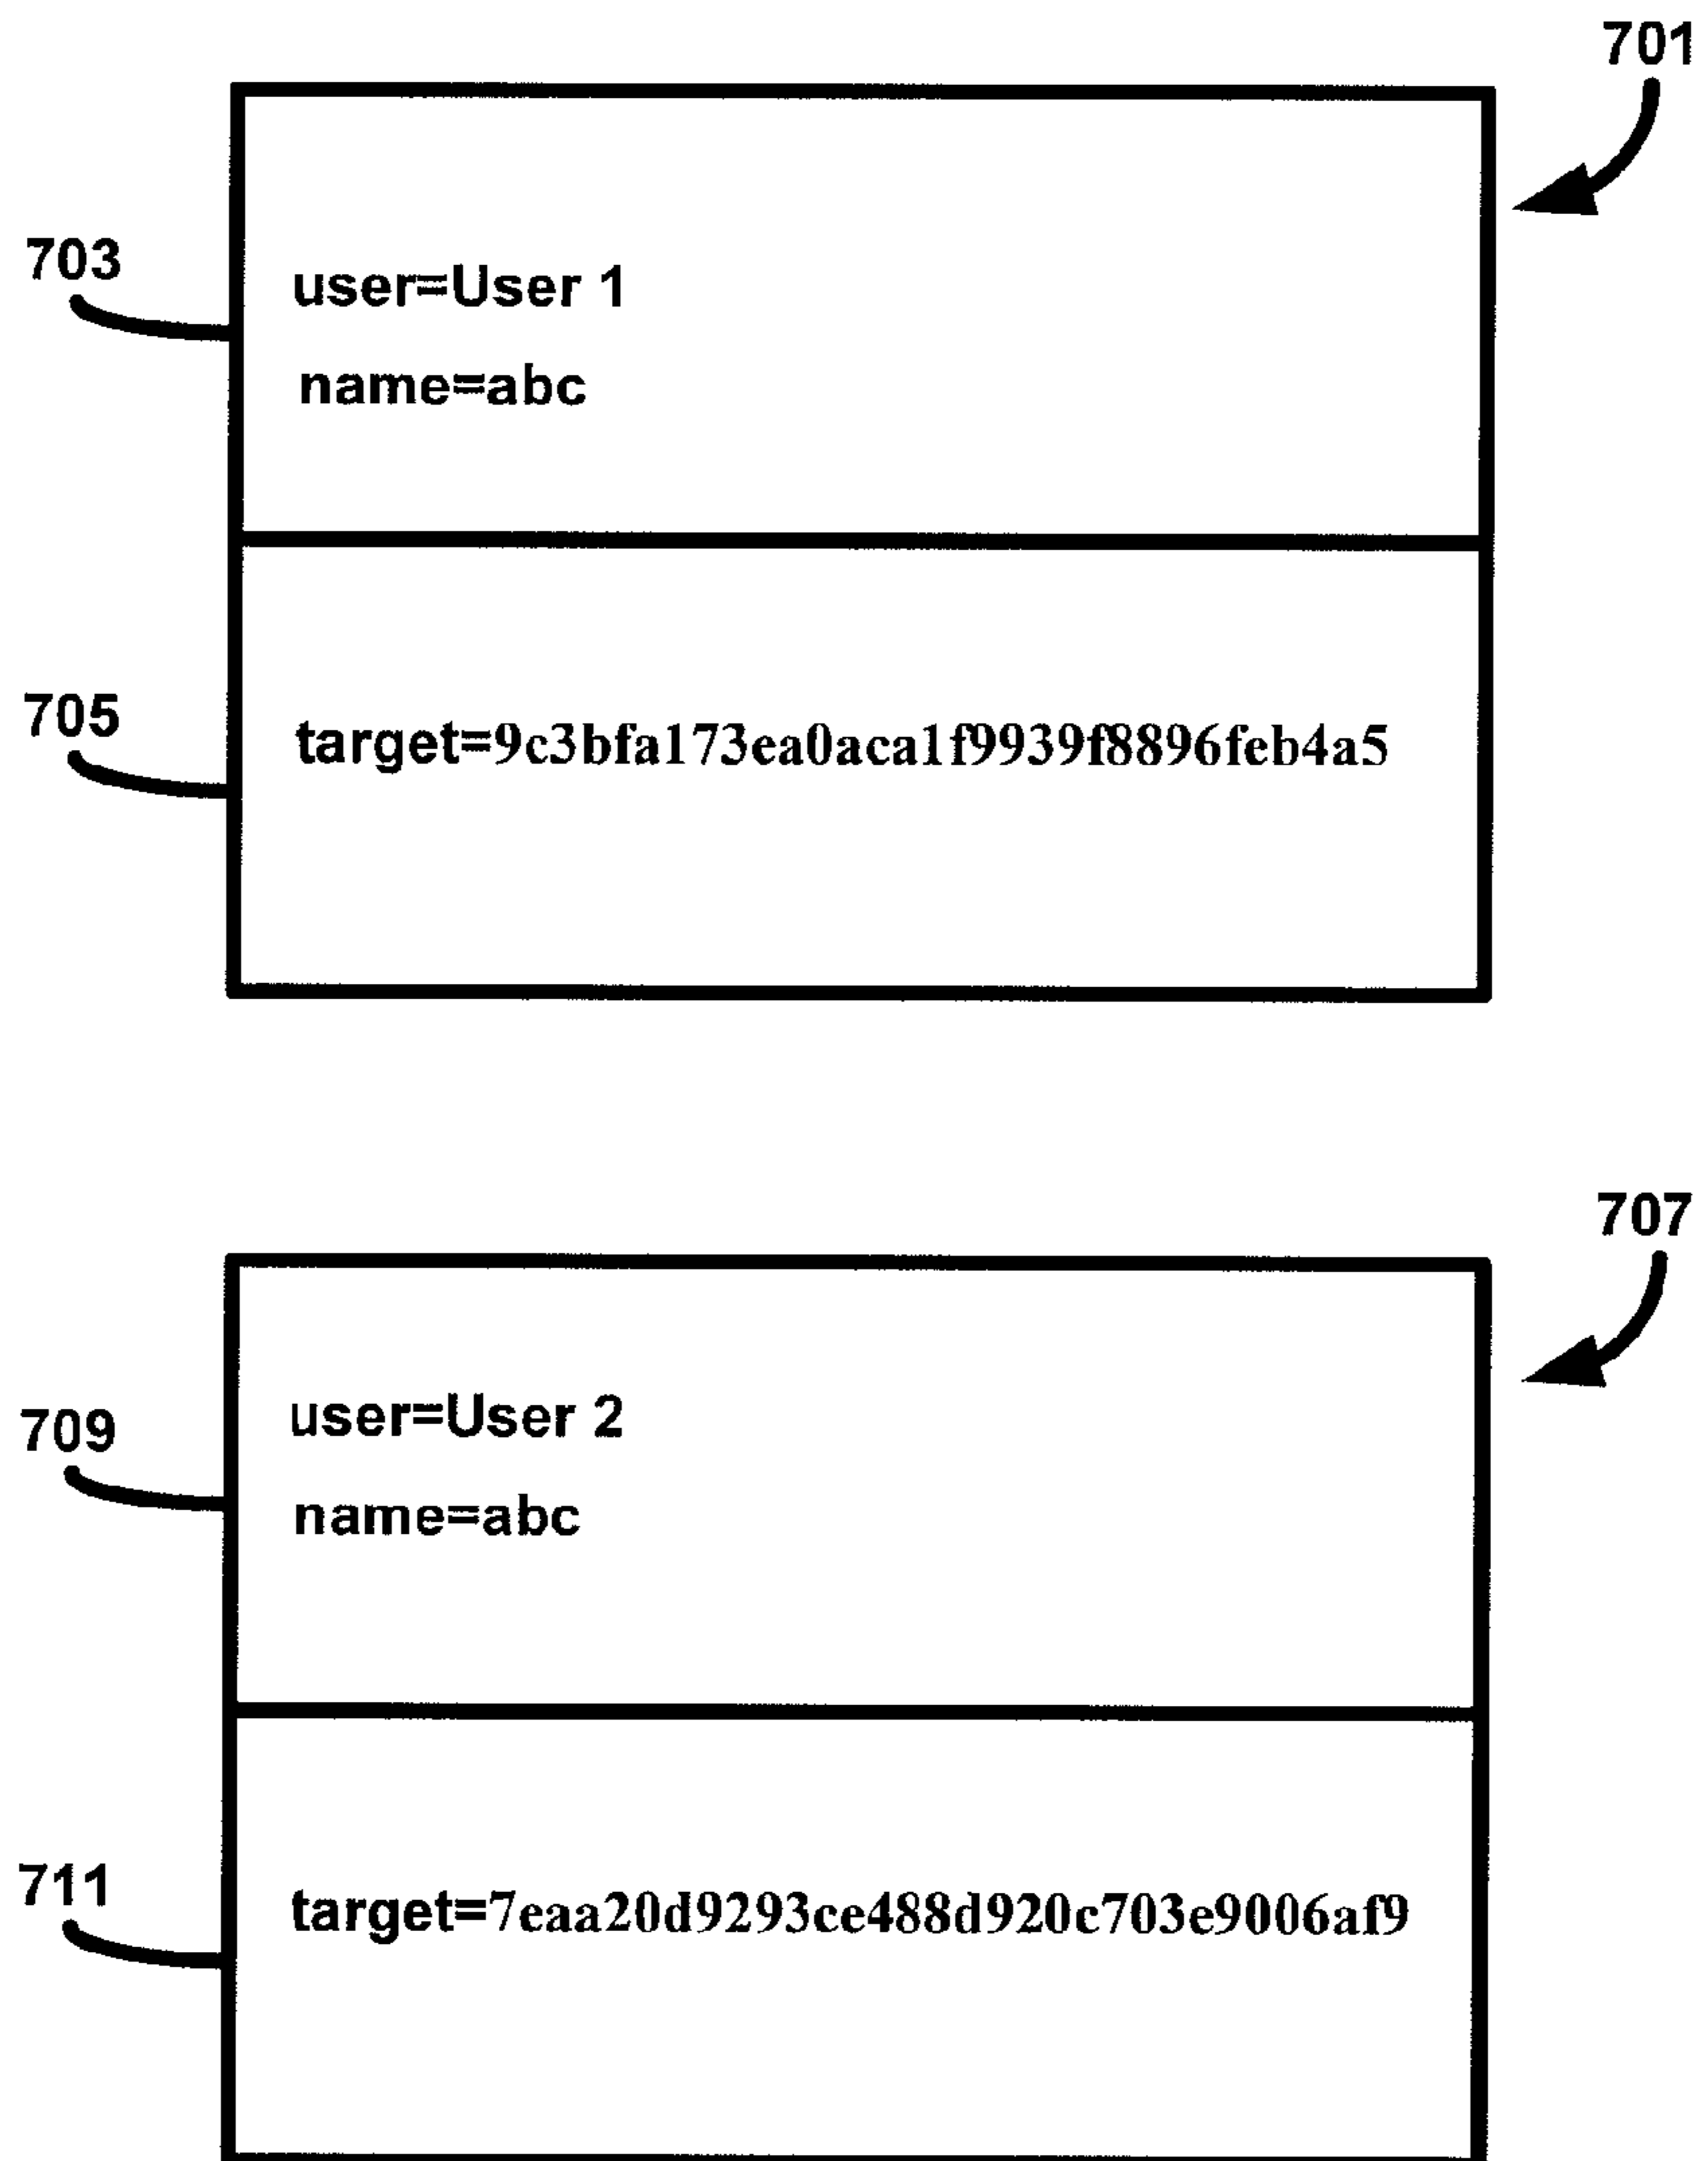 701
703
user=User 1
name=abc
705
target=9c3bfa173ea0aca1f9939f8896feb4a5
707
709
user=User 2
name=abc
711
target=7eaa20d9293ce488d920c703e9006af9